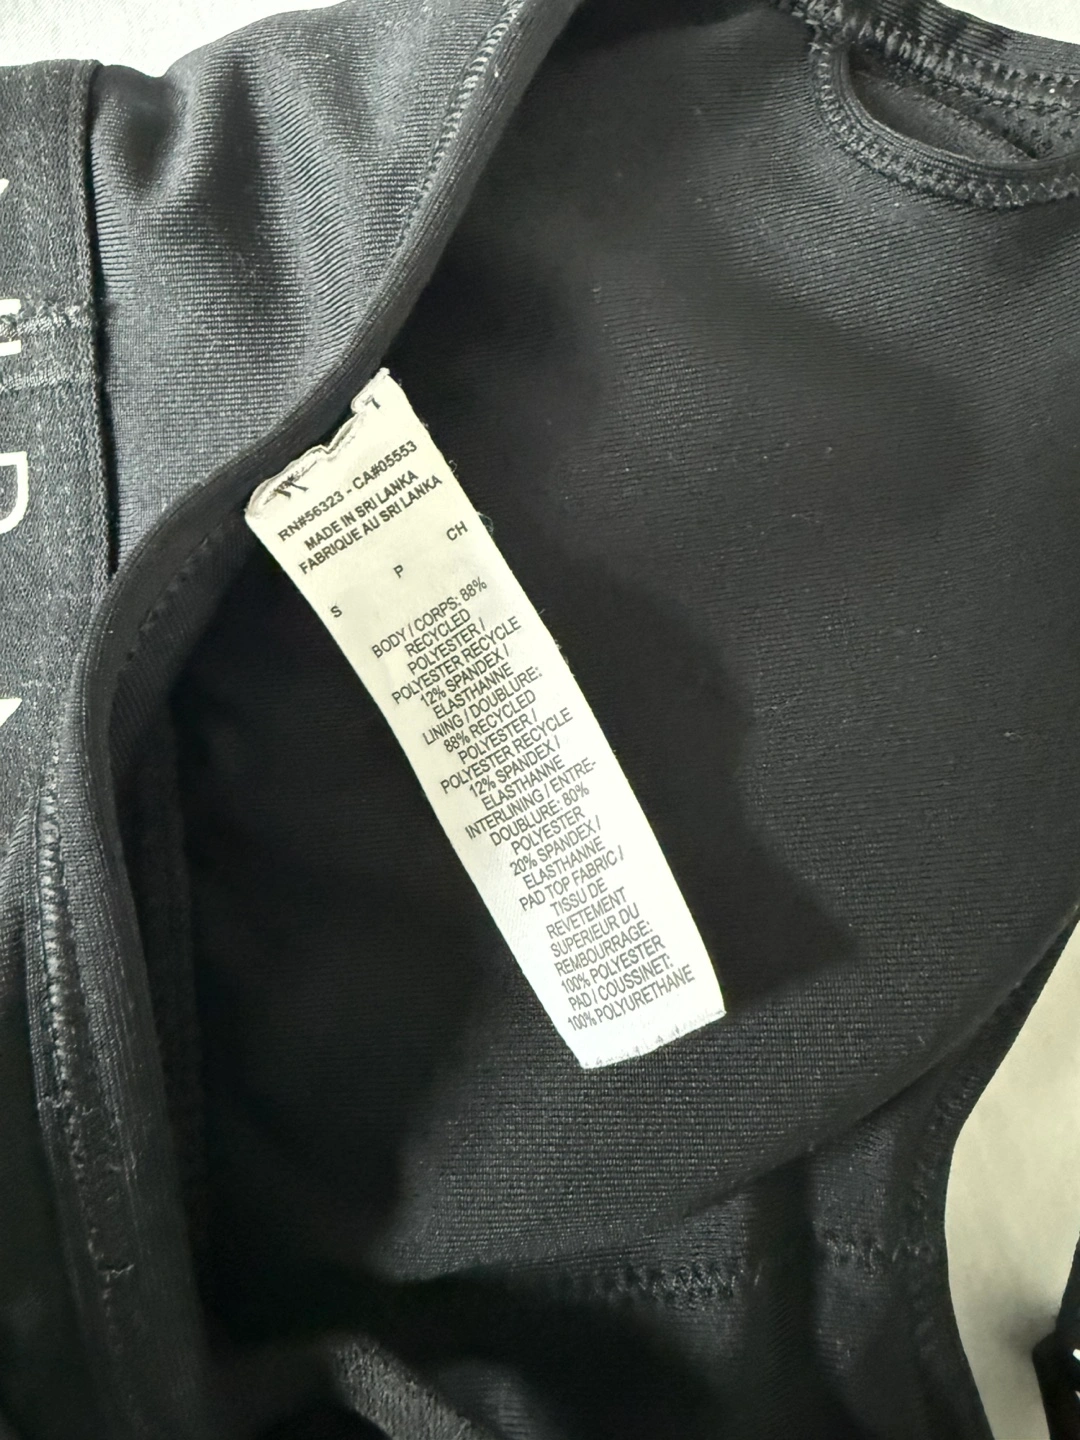 RN#56323 - CA#05553
MADE IN SRI LANKA
FABRIQUE AU SRI LANKA
S P CH
BODY / CORPS: 88%
RECYCLED
POLYESTER /
POLYESTER RECYCLE
12% SPANDEX /
ELASTHANNE
LINING / DOUBLURE:
88% RECYCLED
POLYESTER /
POLYESTER RECYCLE
12% SPANDEX /
ELASTHANNE
INTERLINING / ENTRE-
DOUBLURE: 80%
POLYESTER
20% SPANDEX /
ELASTHANNE
PAD TOP FABRIC /
TISSU DE
REVETEMENT
SUPERIEUR DU
REMBOURRAGE:
100% POLYESTER
PAD / COUSSINET:
100% POLYURETHANE